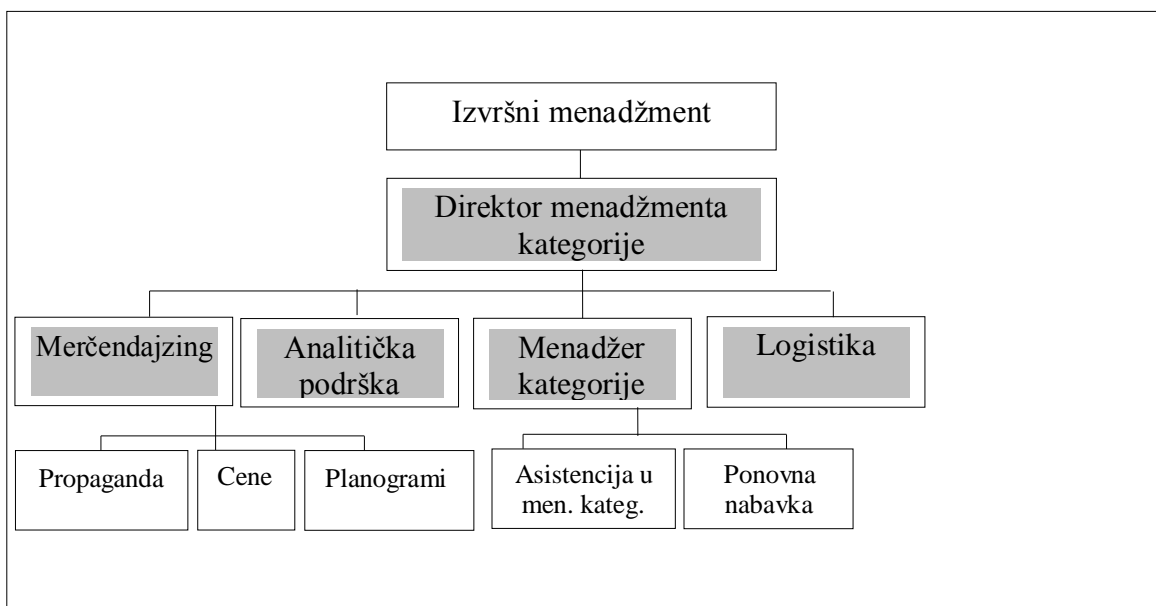 Izvršni menadžment
Direktor menadžmenta
kategorije
Merčendajzing
Analitička
podrška
Menadžer
kategorije
Logistika
Propaganda
Cene
Planogrami
Asistencija u
men. kateg.
Ponovna
nabavka